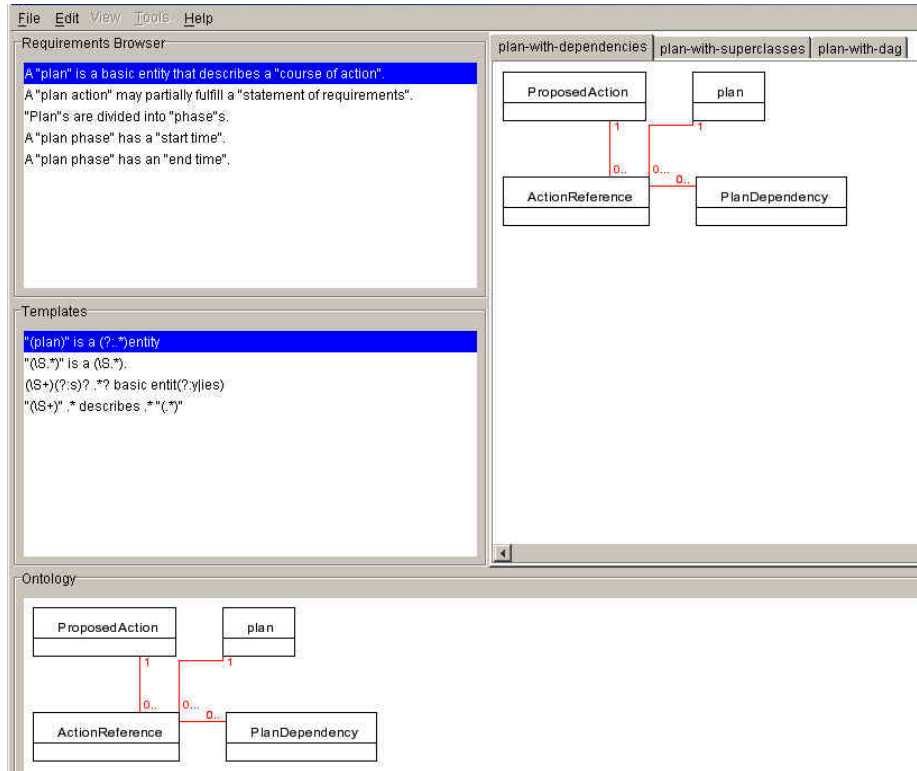 File Edit View Tools Help
Requirements Browser
A "plan" is a basic entity that describes a "course of action".
A "plan action" may partially fulfill a "statement of requirements".
"Plan"s are divided into "phase"s.
A "plan phase" has a "start time".
A "plan phase" has an "end time".
Templates
"(plan)" is a (?:.*)entity
"(\S.*)" is a (\S.*).
(\S+)(?:s)? .*? basic entit(?:y|ies)
"(\S+)" .* describes .* "(.*)"
plan-with-dependencies plan-with-superclasses plan-with-dag
ProposedAction plan
1 1
0.. 0... 0..
ActionReference PlanDependency
Ontology
ProposedAction plan
1 1
0... 0... 0...
ActionReference PlanDependency